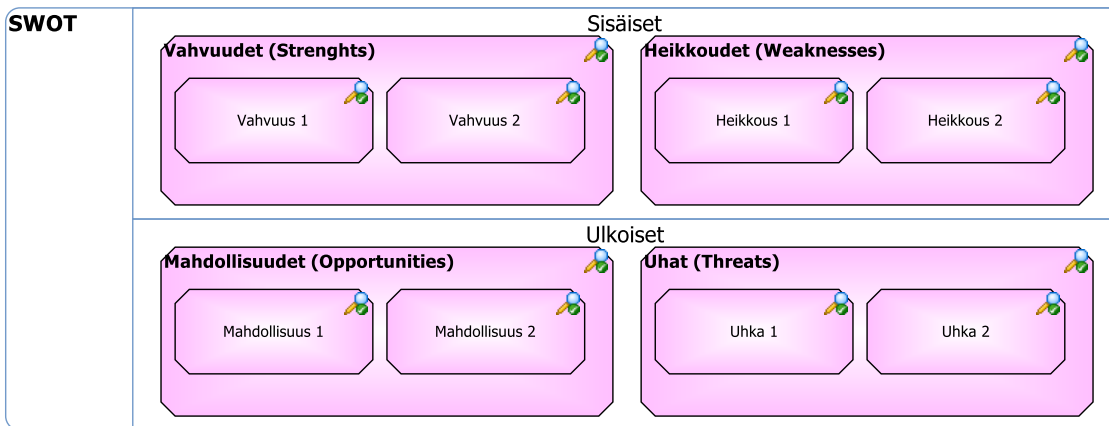 SWOT
Sisäiset
Vahvuudet (Strenghts)
Vahvuus 1
Vahvuus 2
Heikkoudet (Weaknesses)
Heikkous 1
Heikkous 2
Ulkoiset
Mahdollisuudet (Opportunities)
Mahdollisuus 1
Mahdollisuus 2
Uhat (Threats)
Uhka 1
Uhka 2